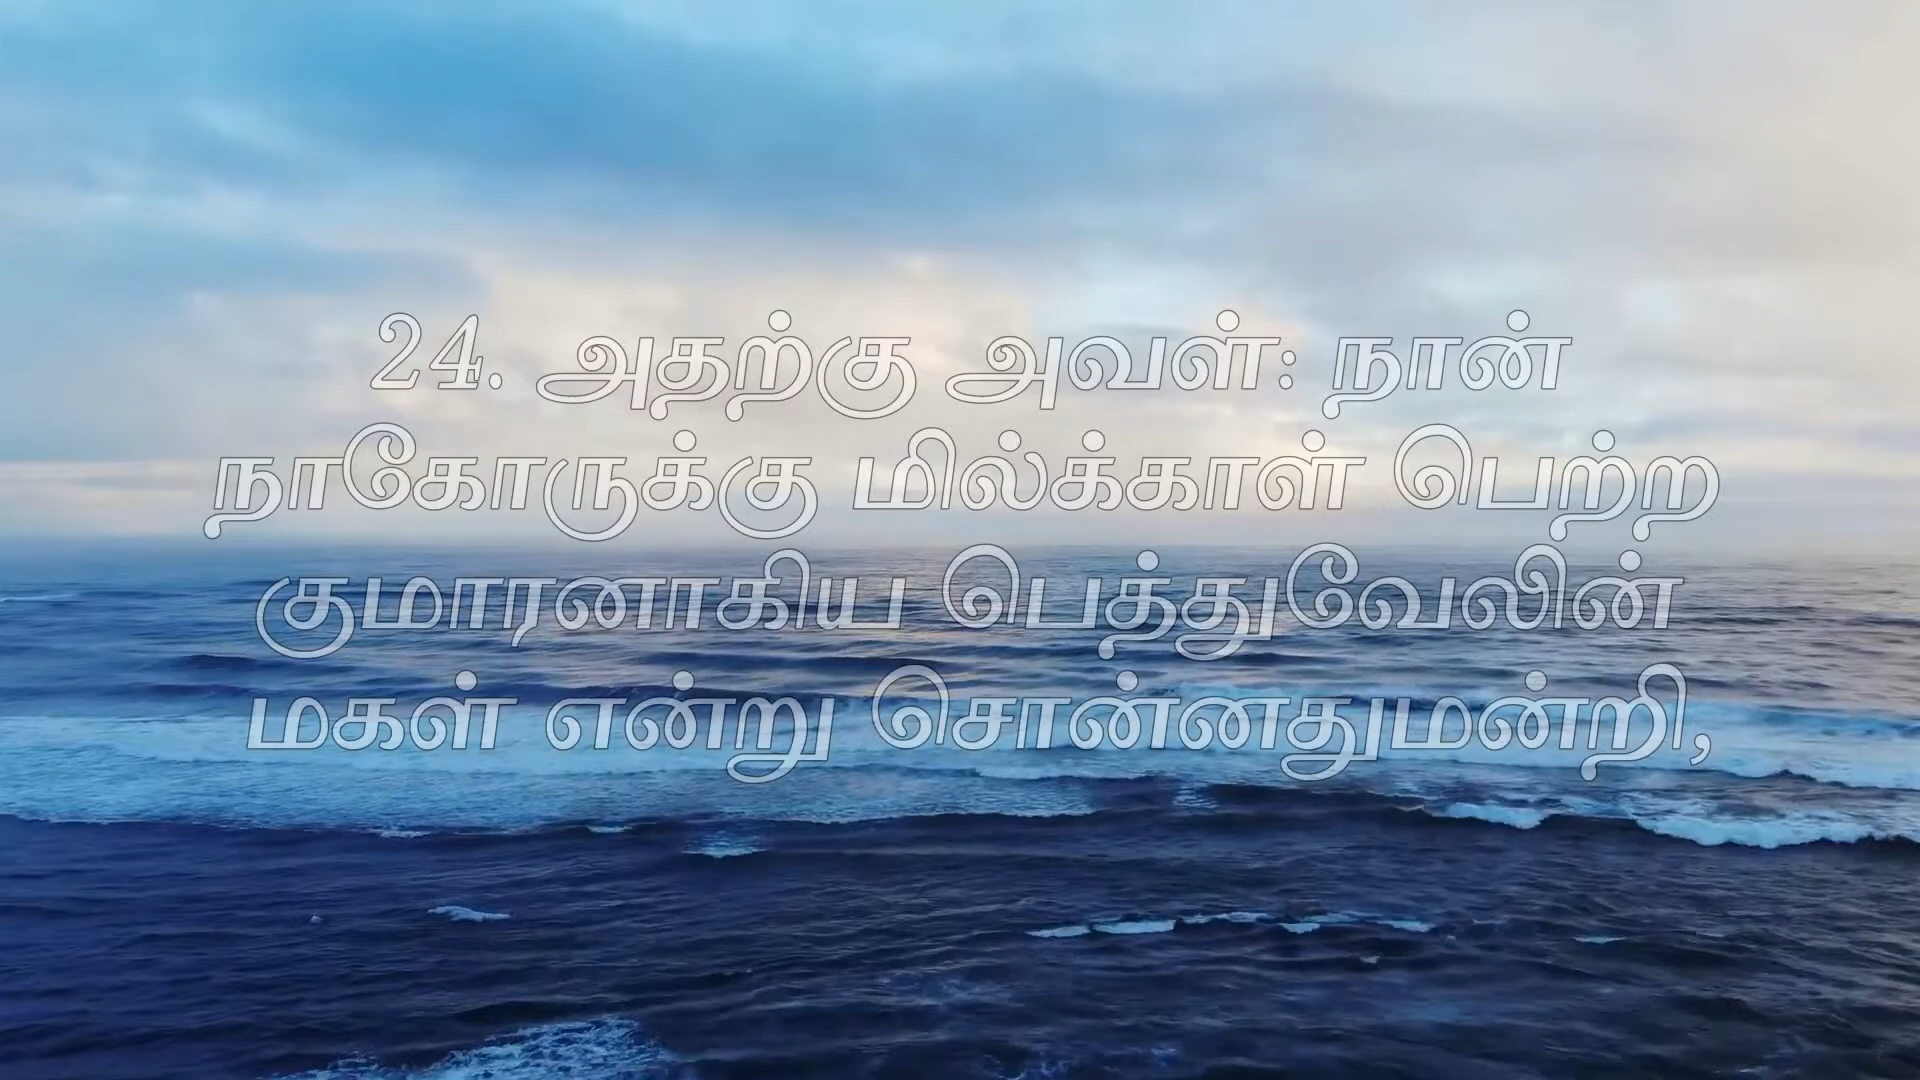 24. அதற்கு அவள்: நான்
நாகோருக்கு மில்க்காள் பெற்ற
குமாரனாகிய பெத்துவேலின்
மகள் என்று சொன்னதுமன்றி,